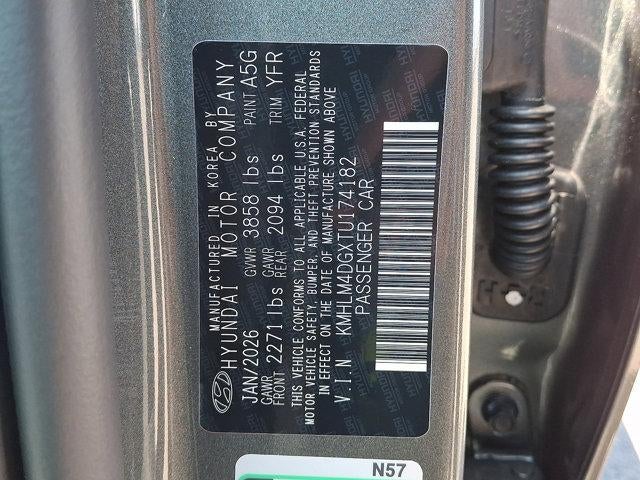 MANUFACTURED IN KOREA BY
HYUNDAI MOTOR COMPANY
JAN/2026 GVWR 3858 lbs PAINT A5G
GAWR FRONT 2271 lbs GAWR REAR 2094 lbs TRIM YFR
THIS VEHICLE CONFORMS TO ALL APPLICABLE U.S.A. FEDERAL
MOTOR VEHICLE SAFETY, BUMPER, AND THEFT PREVENTION STANDARDS
IN EFFECT ON THE DATE OF MANUFACTURE SHOWN ABOVE
V.I.N KMHLM4DGXTU174182
PASSENGER CAR
N57